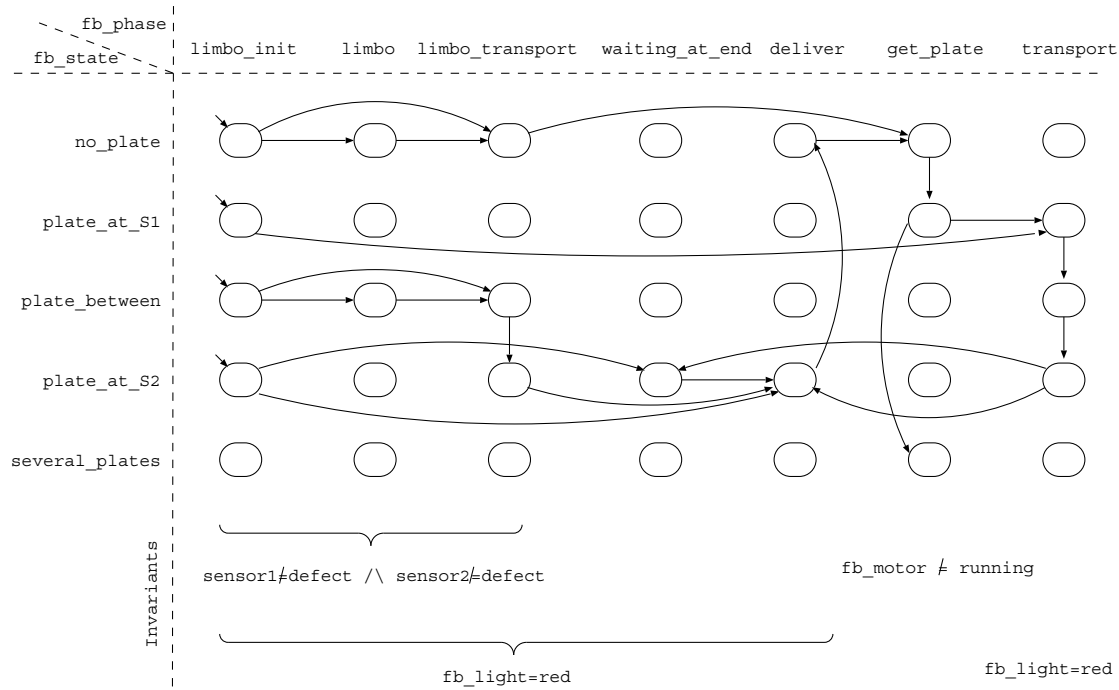 fb_phase
fb_state
limbo_init limbo limbo_transport waiting_at_end deliver get_plate transport
no_plate
plate_at_S1
plate_between
plate_at_S2
several_plates
Invariants
sensor1≠defect /\ sensor2≠defect
fb_motor ≠ running
fb_light=red
fb_light=red